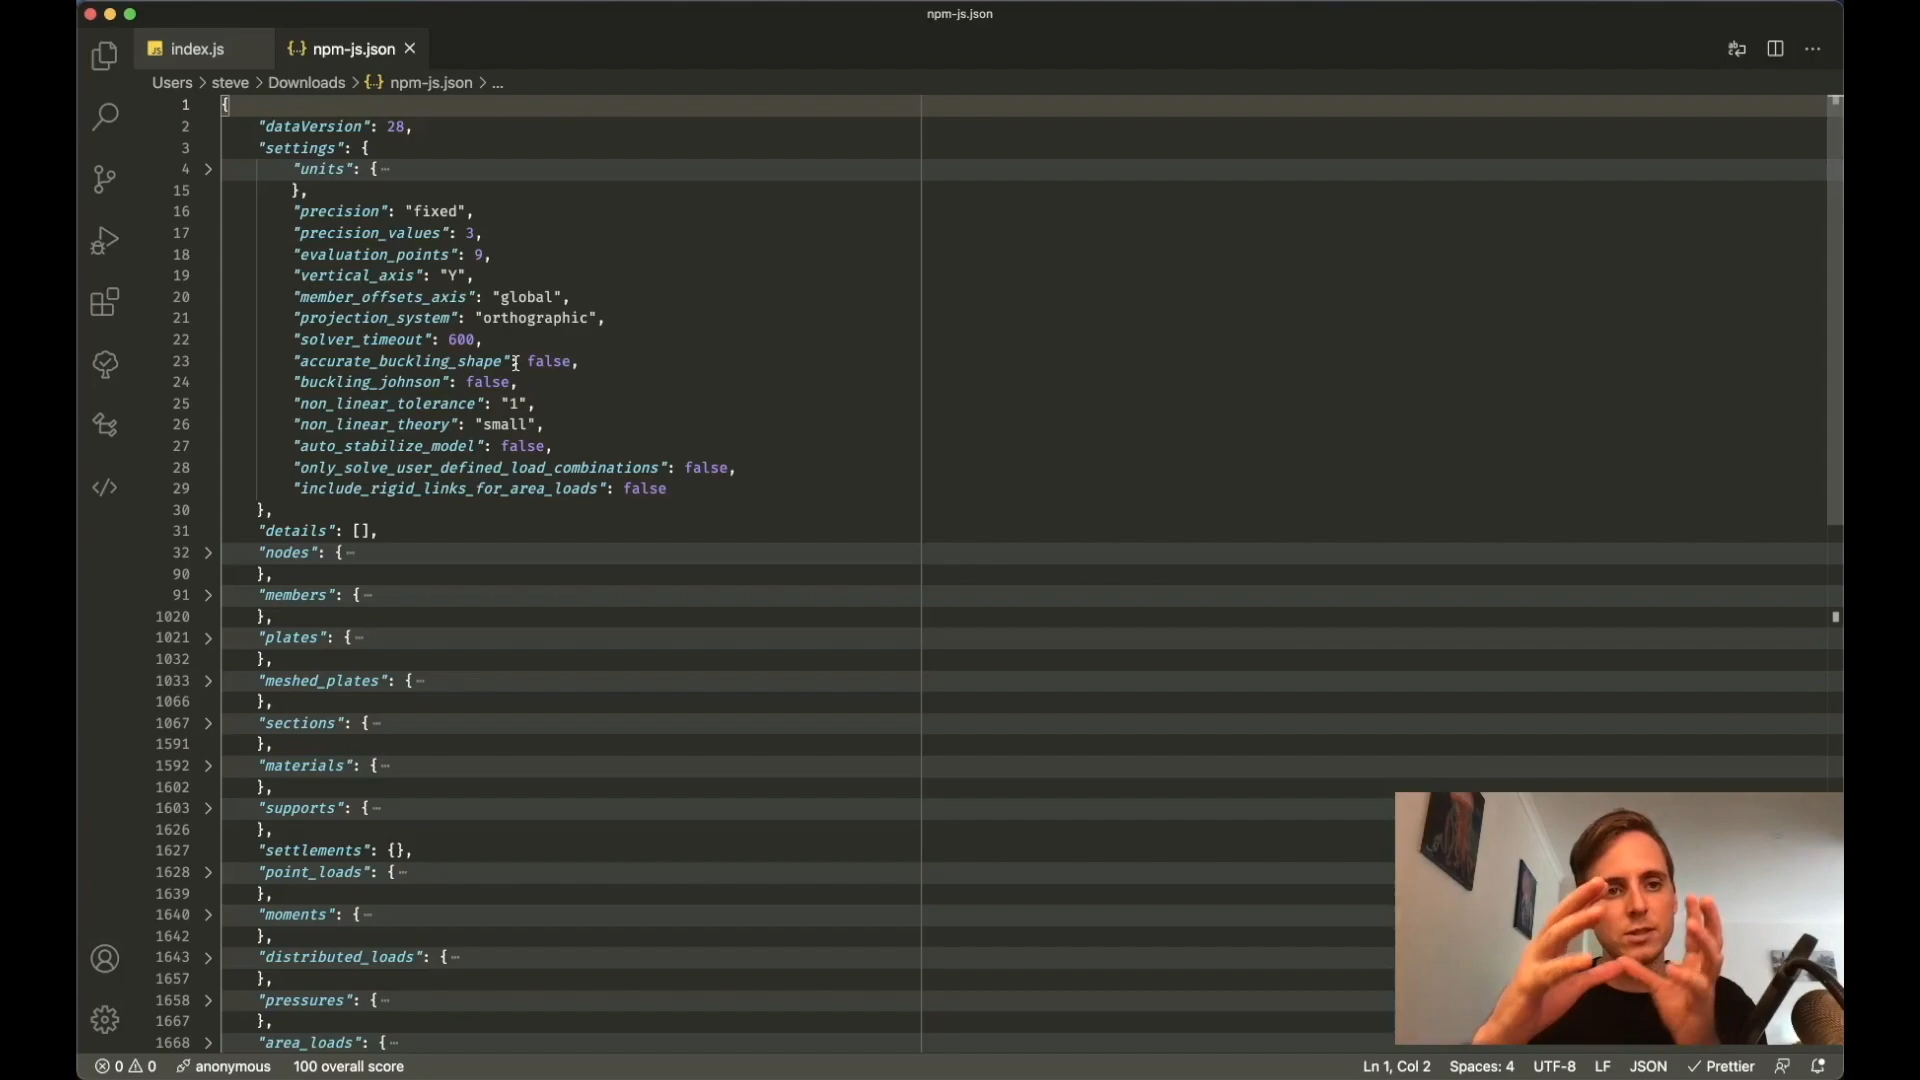 npm-js.json
JS index.js
{..} npm-js.json ×
Users > steve > Downloads > {..} npm-js.json > ...
1 {
2 "dataVersion": 28,
3 "settings": {
4 > "units": { ⋯
15 },
16 "precision": "fixed",
17 "precision_values": 3,
18 "evaluation_points": 9,
19 "vertical_axis": "Y",
20 "member_offsets_axis": "global",
21 "projection_system": "orthographic",
22 "solver_timeout": 600,
23 "accurate_buckling_shape": false,
24 "buckling_johnson": false,
25 "non_linear_tolerance": "1",
26 "non_linear_theory": "small",
27 "auto_stabilize_model": false,
28 "only_solve_user_defined_load_combinations": false,
29 "include_rigid_links_for_area_loads": false
30 },
31 "details": [],
32 > "nodes": { ⋯
90 },
91 > "members": { ⋯
1020 },
1021 > "plates": { ⋯
1032 },
1033 > "meshed_plates": { ⋯
1066 },
1067 > "sections": { ⋯
1591 },
1592 > "materials": { ⋯
1602 },
1603 > "supports": { ⋯
1626 },
1627 "settlements": {},
1628 > "point_loads": { ⋯
1639 },
1640 > "moments": { ⋯
1642 },
1643 > "distributed_loads": { ⋯
1657 },
1658 > "pressures": { ⋯
1667 },
1668 > "area_loads": { ⋯
0 0 anonymous 100 overall score Ln 1, Col 2 Spaces: 4 UTF-8 LF JSON ✓ Prettier